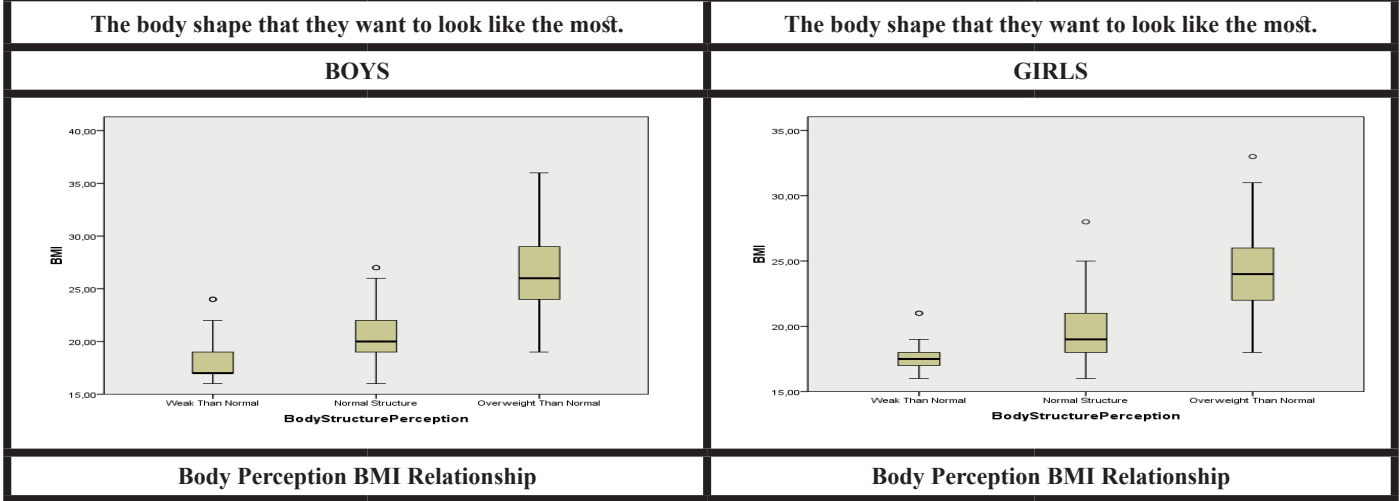 The body shape that they want to look like the most.
The body shape that they want to look like the most.
BOYS
GIRLS
40,00
35,00
30,00
25,00
20,00
15,00
BMI
Weak Than Normal
Normal Structure
Overweight Than Normal
BodyStructurePerception
35,00
30,00
25,00
20,00
15,00
BMI
Weak Than Normal
Normal Structure
Overweight Than Normal
BodyStructurePerception
Body Perception BMI Relationship
Body Perception BMI Relationship